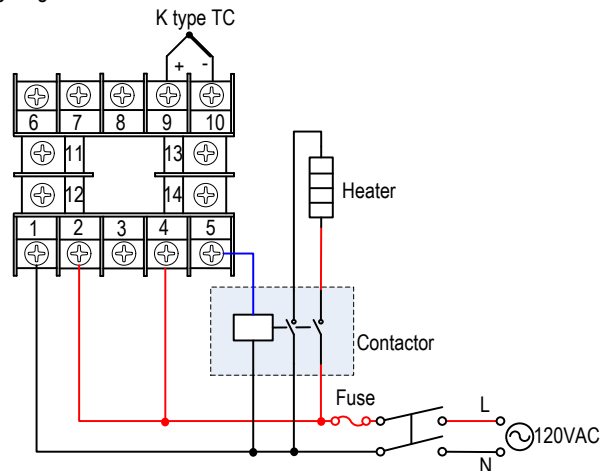 K type TC
+ -
6 7 8 9 10
11 13
12 14
1 2 3 4 5
Heater
Contactor
Fuse
L
120VAC
N